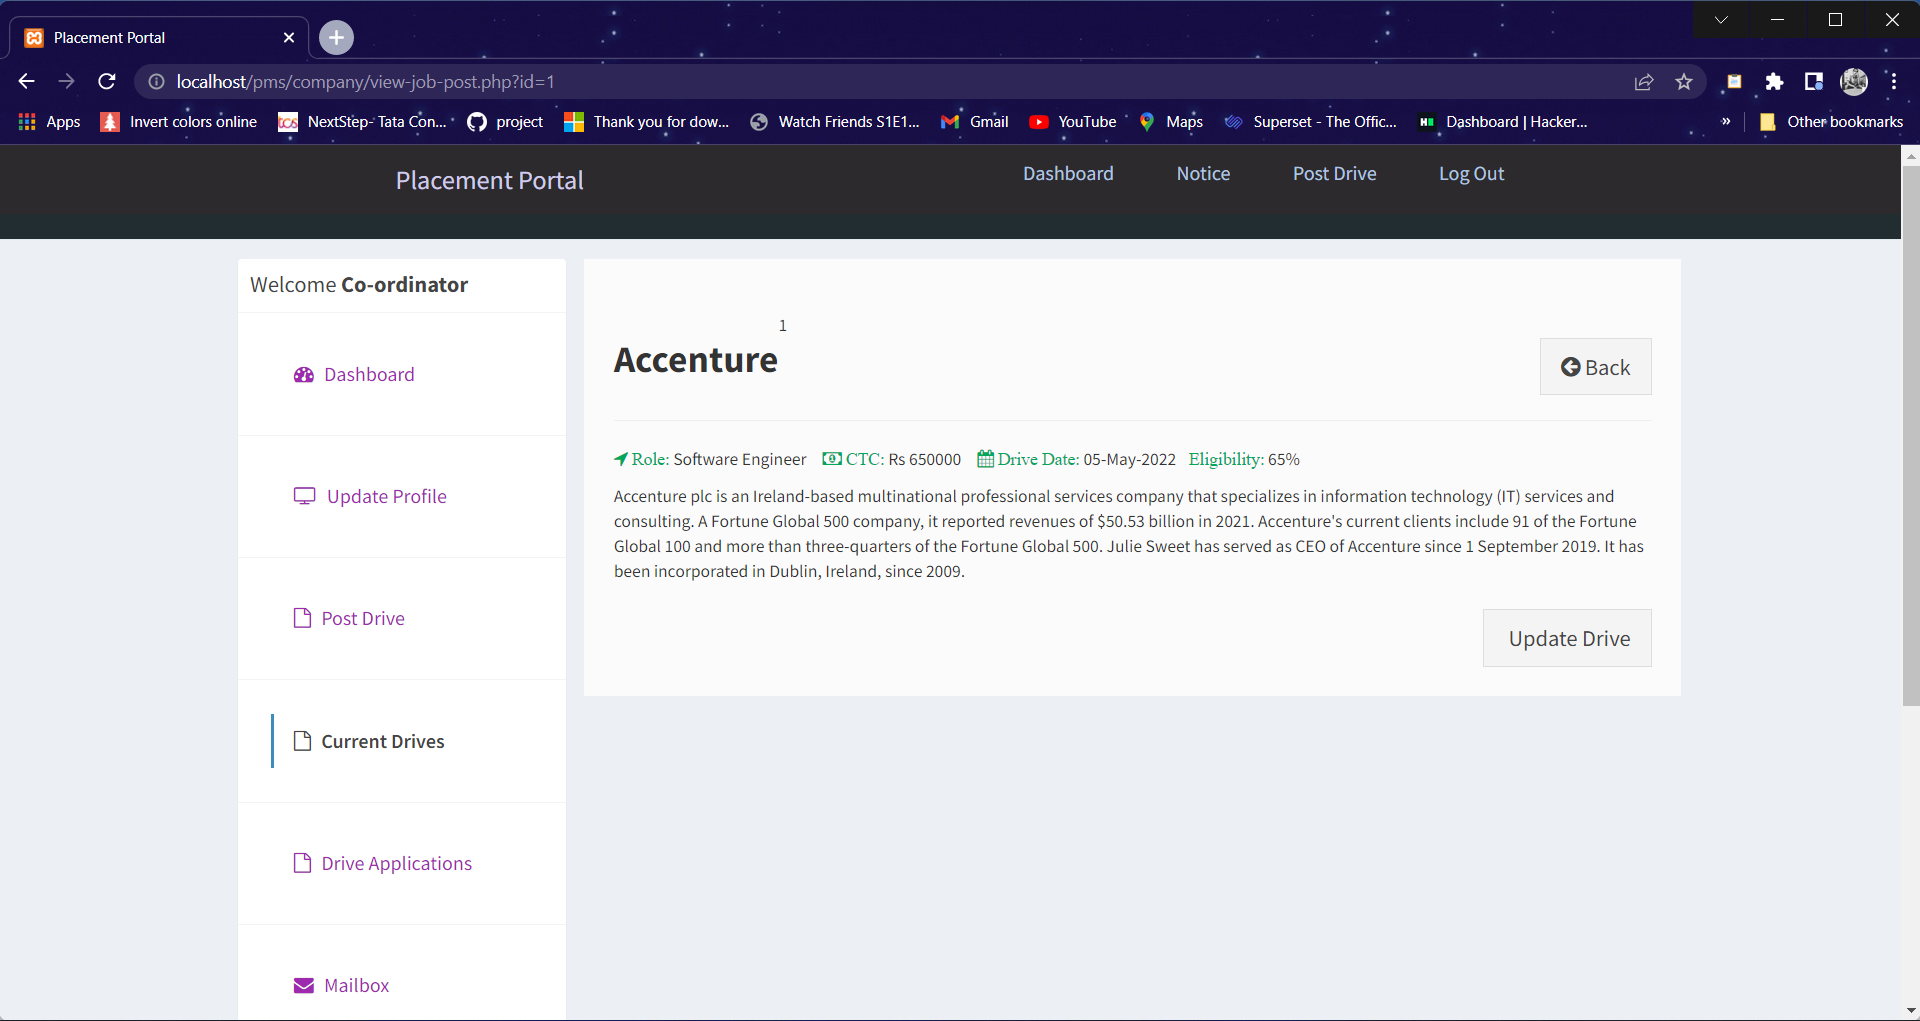 Placement Portal
localhost/pms/company/view-job-post.php?id=1
Apps Invert colors online NextStep- Tata Con... project Thank you for dow... Watch Friends S1E1... Gmail YouTube Maps Superset - The Offic... Dashboard | Hacker... » Other bookmarks
Placement Portal Dashboard Notice Post Drive Log Out
Welcome Co-ordinator
Dashboard
Update Profile
Post Drive
Current Drives
Drive Applications
Mailbox
1
Accenture
Back
Role: Software Engineer CTC: Rs 650000 Drive Date: 05-May-2022 Eligibility: 65%
Accenture plc is an Ireland-based multinational professional services company that specializes in information technology (IT) services and
consulting. A Fortune Global 500 company, it reported revenues of $50.53 billion in 2021. Accenture's current clients include 91 of the Fortune
Global 100 and more than three-quarters of the Fortune Global 500. Julie Sweet has served as CEO of Accenture since 1 September 2019. It has
been incorporated in Dublin, Ireland, since 2009.
Update Drive